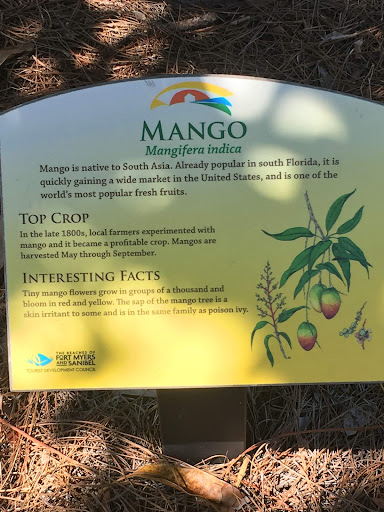 MANGO
Mangifera indica
Mango is native to South Asia. Already popular in south Florida, it is
quickly gaining a wide market in the United States, and is one of the
world's most popular fresh fruits.
TOP CROP
In the late 1800s, local farmers experimented with
mango and it became a profitable crop. Mangos are
harvested May through September.
INTERESTING FACTS
Tiny mango flowers grow in groups of a thousand and
bloom in red and yellow. The sap of the mango tree is a
skin irritant to some and is in the same family as poison ivy.
THE BEACHES OF
FORT MYERS
AND SANIBEL
TOURIST DEVELOPMENT COUNCIL